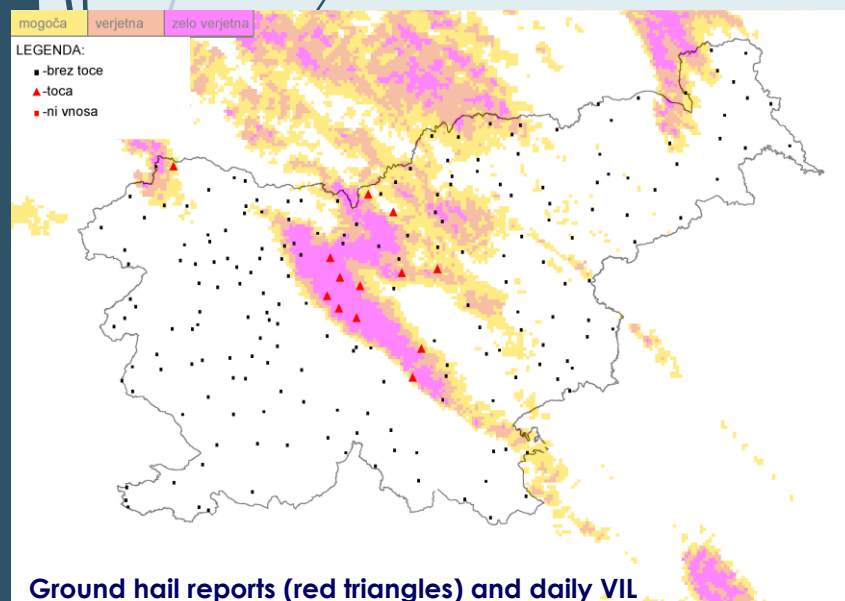 mogoča verjetna zelo verjetna
LEGENDA:
-brez toce
-toca
-ni vnosa
Ground hail reports (red triangles) and daily VIL